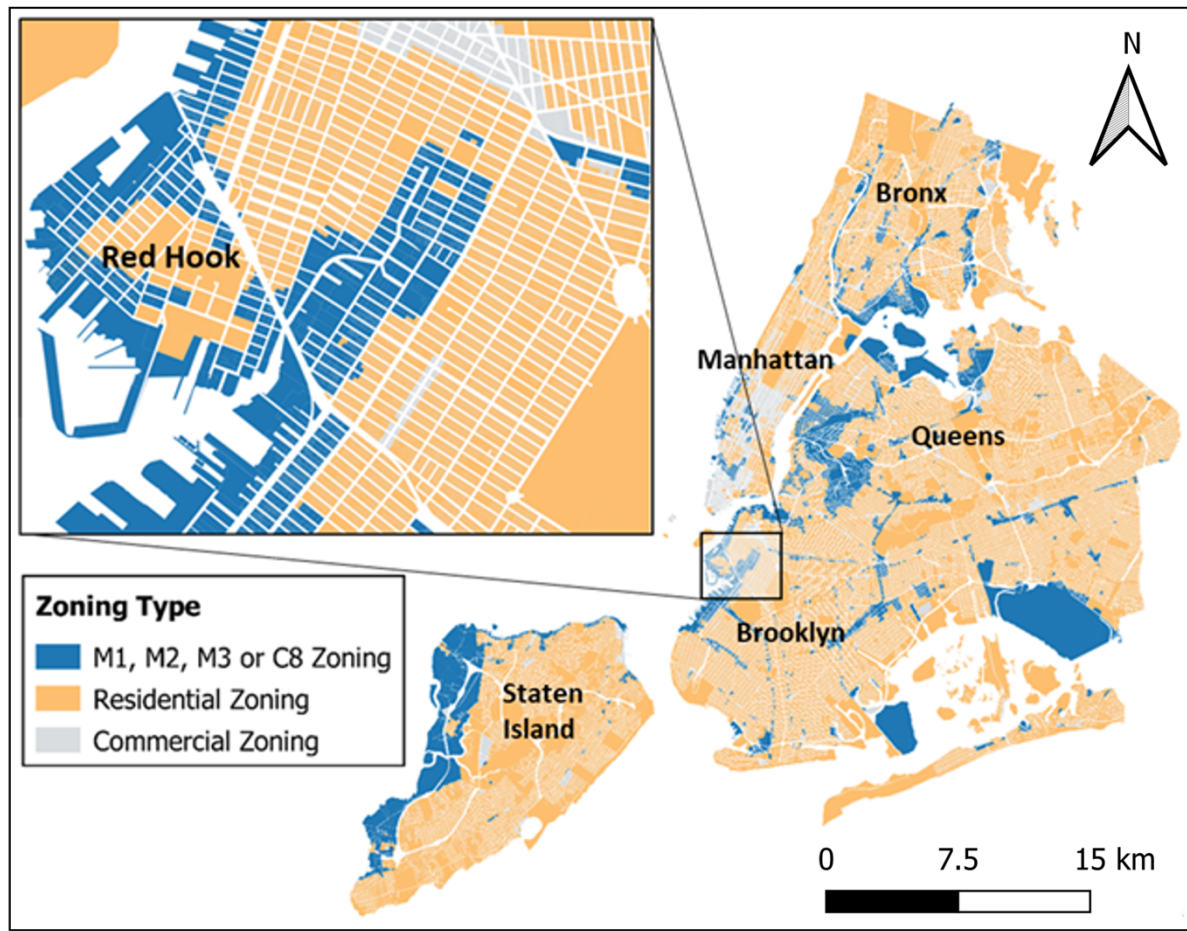 N
Bronx
Red Hook
Manhattan
Queens
Zoning Type
M1, M2, M3 or C8 Zoning
Residential Zoning
Commercial Zoning
Brooklyn
Staten
Island
0 7.5 15 km